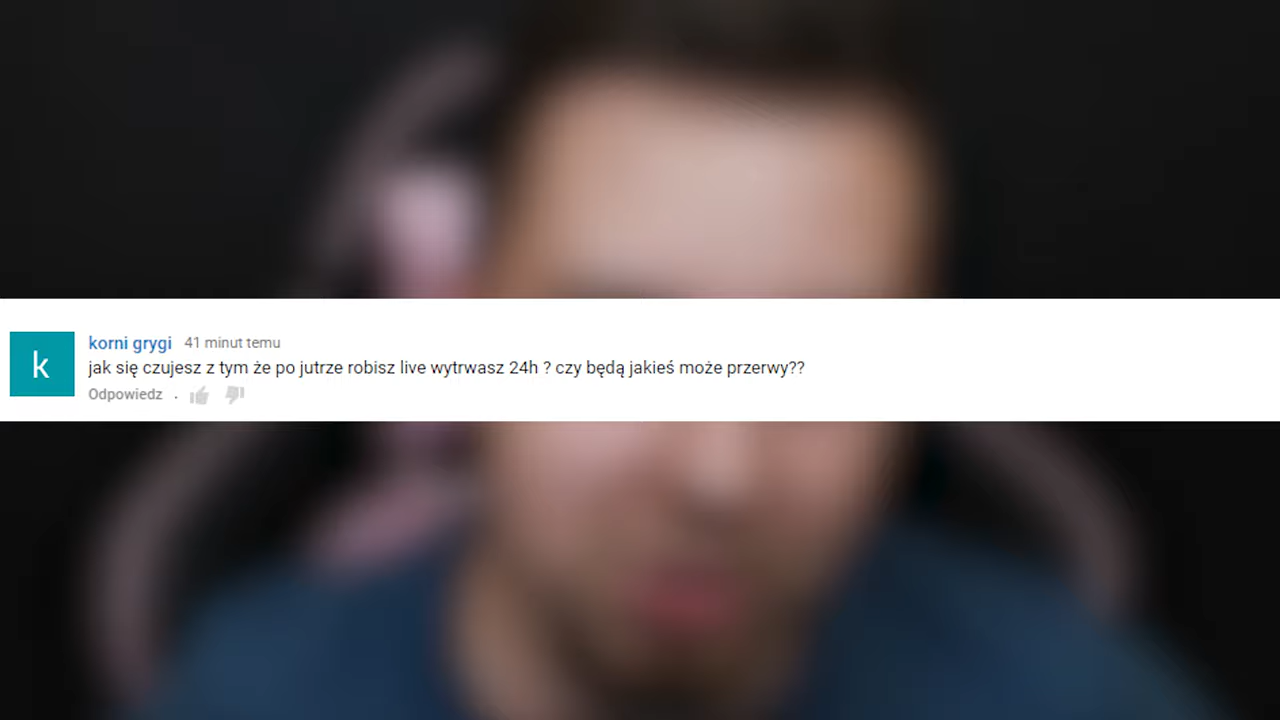 k
korni grygi 41 minut temu
jak się czujesz z tym że po jutrze robisz live wytrwasz 24h ? czy będą jakieś może przerwy??
Odpowiedz .